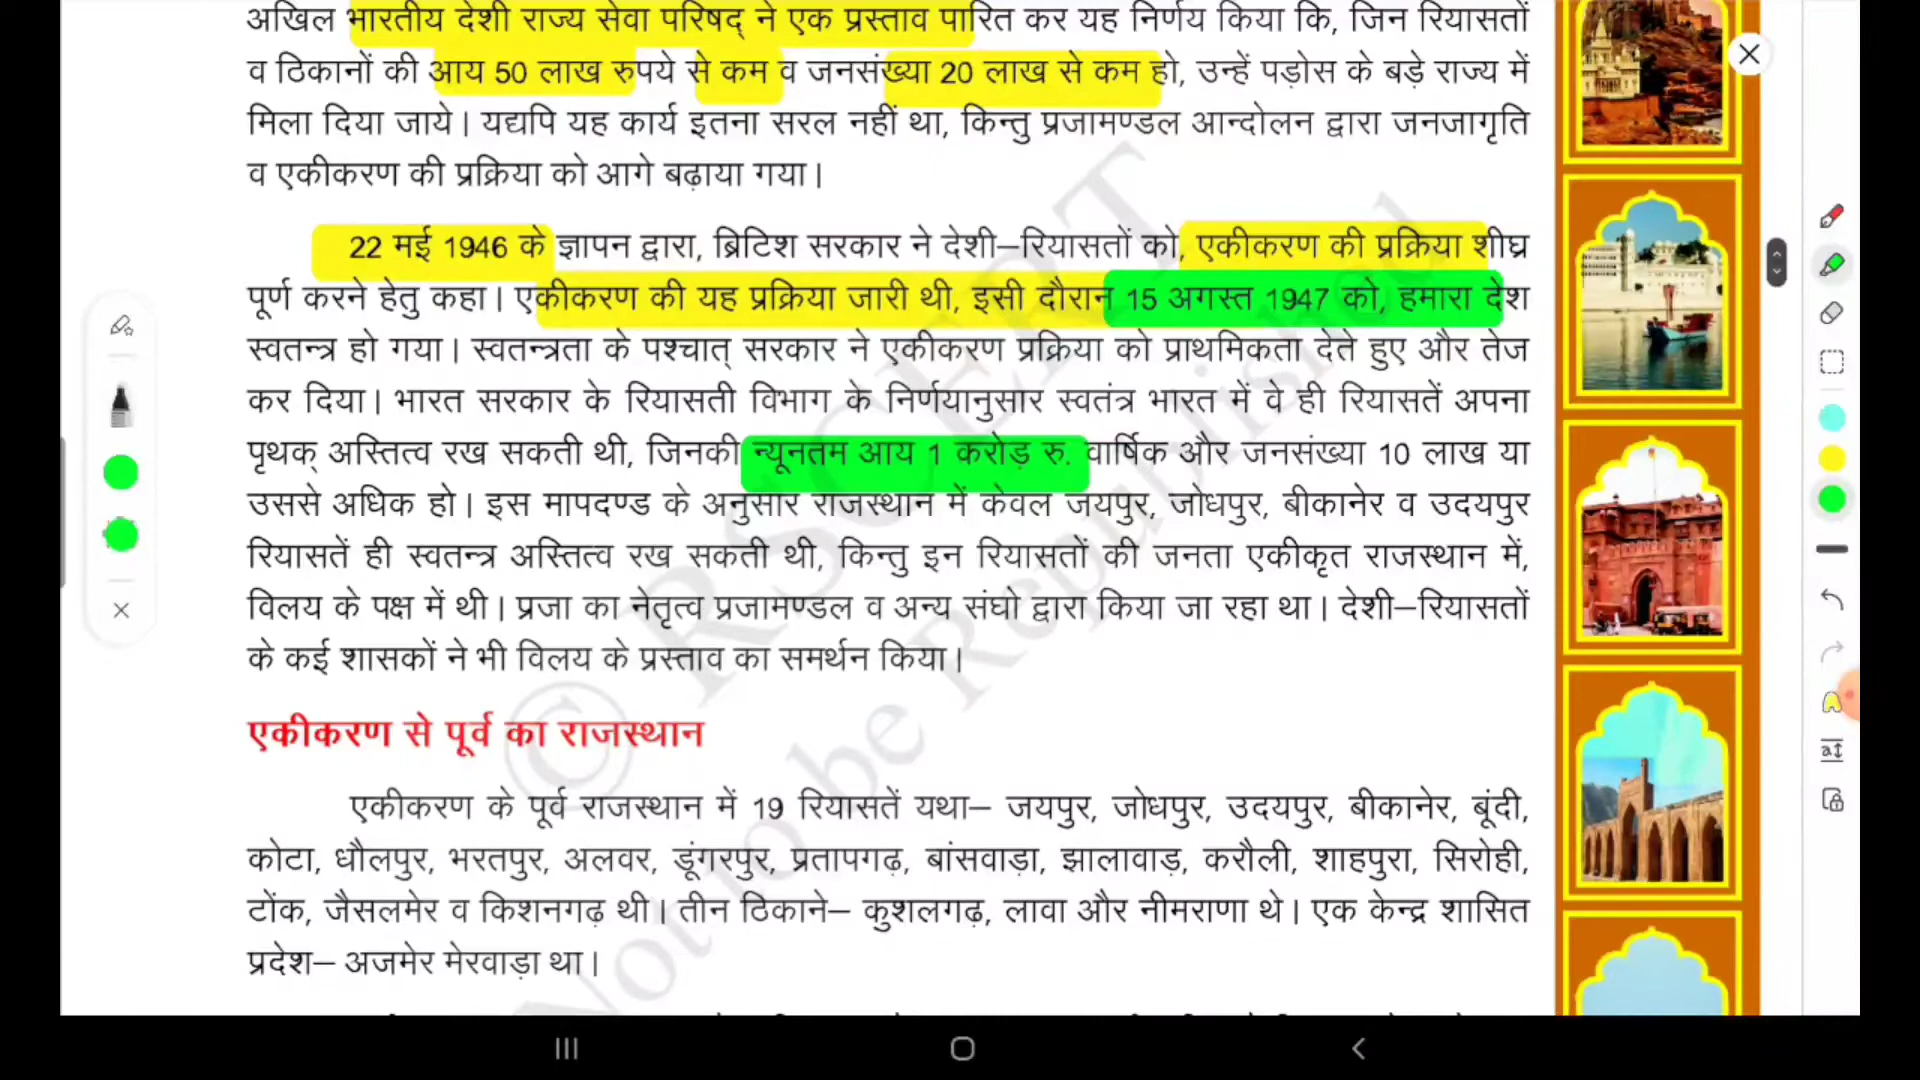 अखिल भारतीय देशी राज्य सेवा परिषद् ने एक प्रस्ताव पारित कर यह निर्णय किया कि, जिन रियासतों
व ठिकानों की आय 50 लाख रुपये से कम व जनसंख्या 20 लाख से कम हो, उन्हें पड़ोस के बड़े राज्य में
मिला दिया जाये। यद्यपि यह कार्य इतना सरल नहीं था, किन्तु प्रजामण्डल आन्दोलन द्वारा जनजागृति
व एकीकरण की प्रक्रिया को आगे बढ़ाया गया।
22 मई 1946 के ज्ञापन द्वारा, ब्रिटिश सरकार ने देशी–रियासतों को, एकीकरण की प्रक्रिया शीघ्र
पूर्ण करने हेतु कहा। एकीकरण की यह प्रक्रिया जारी थी, इसी दौरान 15 अगस्त 1947 को, हमारा देश
स्वतन्त्र हो गया। स्वतन्त्रता के पश्चात् सरकार ने एकीकरण प्रक्रिया को प्राथमिकता देते हुए और तेज
कर दिया। भारत सरकार के रियासती विभाग के निर्णयानुसार स्वतंत्र भारत में वे ही रियासतें अपना
पृथक् अस्तित्व रख सकती थी, जिनकी न्यूनतम आय 1 करोड़ रु. वार्षिक और जनसंख्या 10 लाख या
उससे अधिक हो। इस मापदण्ड के अनुसार राजस्थान में केवल जयपुर, जोधपुर, बीकानेर व उदयपुर
रियासतें ही स्वतन्त्र अस्तित्व रख सकती थी, किन्तु इन रियासतों की जनता एकीकृत राजस्थान में,
विलय के पक्ष में थी। प्रजा का नेतृत्व प्रजामण्डल व अन्य संघो द्वारा किया जा रहा था। देशी–रियासतों
के कई शासकों ने भी विलय के प्रस्ताव का समर्थन किया।
एकीकरण से पूर्व का राजस्थान
एकीकरण के पूर्व राजस्थान में 19 रियासतें यथा– जयपुर, जोधपुर, उदयपुर, बीकानेर, बूंदी,
कोटा, धौलपुर, भरतपुर, अलवर, डूंगरपुर, प्रतापगढ़, बांसवाड़ा, झालावाड़, करौली, शाहपुरा, सिरोही,
टोंक, जैसलमेर व किशनगढ़ थी। तीन ठिकाने– कुशलगढ़, लावा और नीमराणा थे। एक केन्द्र शासित
प्रदेश– अजमेर मेरवाड़ा था।
© RSCERT
Not to be Republished